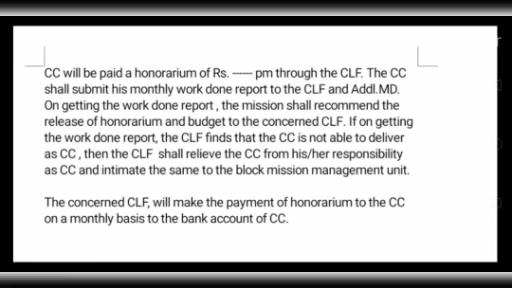 CC will be paid a honorarium of Rs. ------ pm through the CLF. The CC
shall submit his monthly work done report to the CLF and Addl.MD.
On getting the work done report , the mission shall recommend the
release of honorarium and budget to the concerned CLF. If on getting
the work done report, the CLF finds that the CC is not able to deliver
as CC , then the CLF  shall relieve the CC from his/her responsibility
as CC and intimate the same to the block mission management unit.
The concerned CLF, will make the payment of honorarium to the CC
on a monthly basis to the bank account of CC.